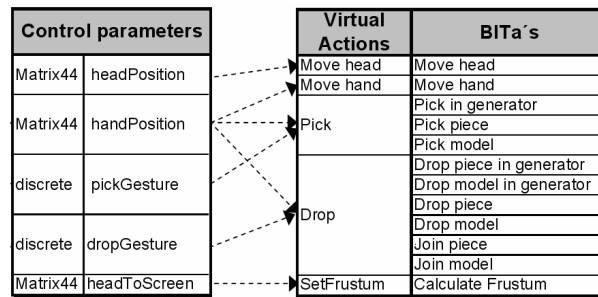 Control parameters
Matrix44 headPosition
Matrix44 handPosition
discrete pickGesture
discrete dropGesture
Matrix44 headToScreen
Virtual Actions
BITa´s
Move head
Move head
Move hand
Move hand
Pick
Pick in generator
Pick piece
Pick model
Drop
Drop piece in generator
Drop model in generator
Drop piece
Drop model
Join piece
Join model
SetFrustum
Calculate Frustum